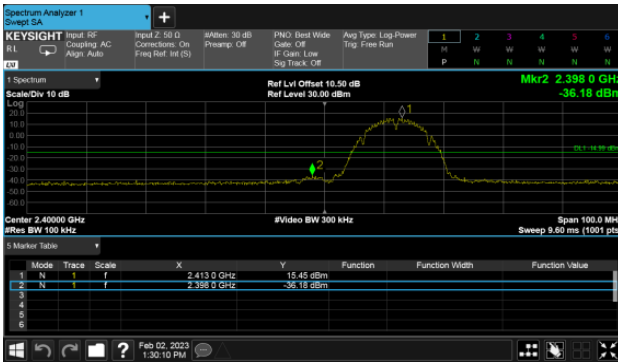 Spectrum Analyzer 1
Swept SA
+
KEYSIGHT Input: RF Input Z: 50 Ω #Atten: 30 dB PNO: Best Wide Avg Type: Log-Power 1 2 3 4 5 6
RL Coupling: AC Corrections: On Preamp: Off Gate: Off Trig: Free Run M W W W W W
Align: Auto Freq Ref: Int (S) IF Gain: Low
Sig Track: Off P N N N N N
LXI
1 Spectrum Ref Lvl Offset 10.50 dB Mkr2 2.398 0 GHz
Scale/Div 10 dB Ref Level 30.00 dBm -36.18 dBm
Log
20.0
10.0
0.00
-10.0
-20.0
-30.0
-40.0
-50.0
-60.0
1
2
DL1 -14.99 dBm
Center 2.40000 GHz #Video BW 300 kHz Span 100.0 MH
#Res BW 100 kHz Sweep 9.60 ms (1001 pts
5 Marker Table
Mode Trace Scale X Y Function Function Width Function Value
1 N 1 f 2.413 0 GHz 15.45 dBm
2 N 1 f 2.398 0 GHz -36.18 dBm
3
4
5
6
? Feb 02, 2023
1:30:10 PM